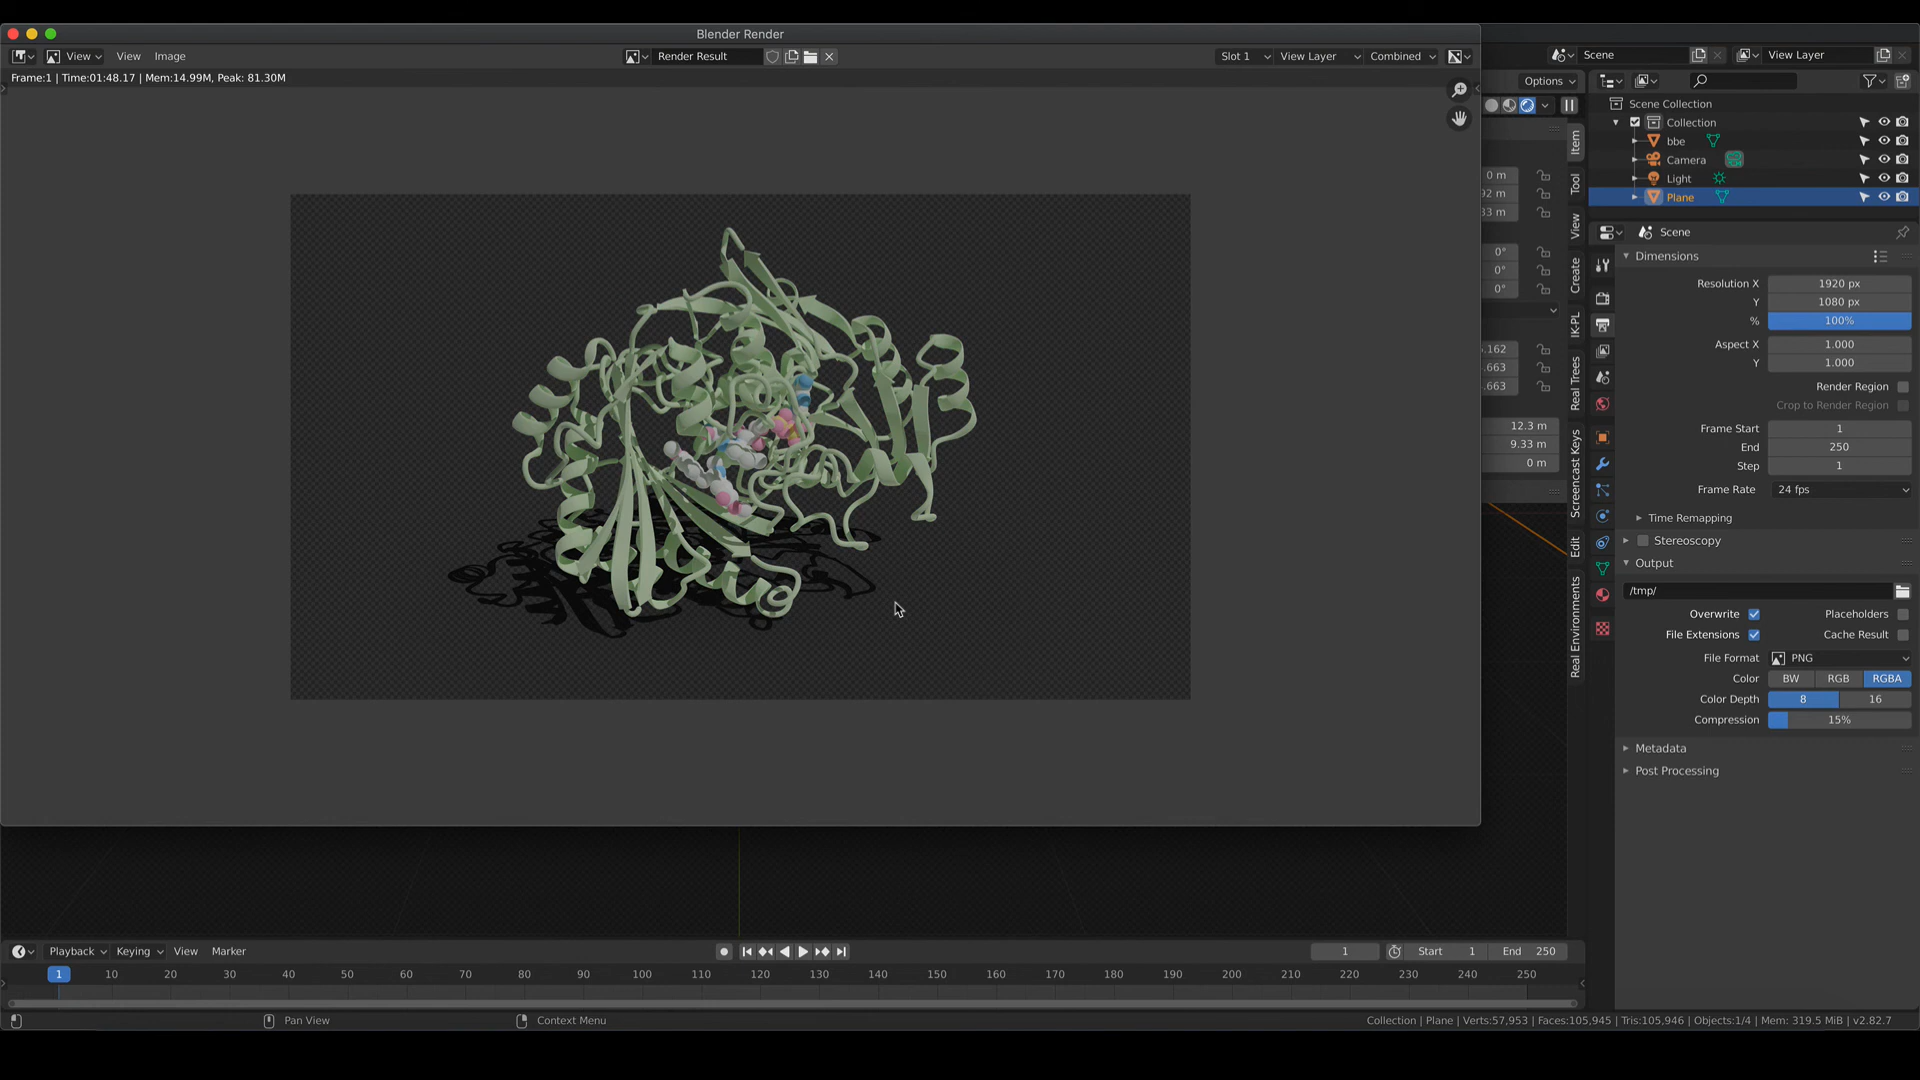 Blender Render
View View Image Render Result Slot 1 View Layer Combined
Frame:1 | Time:01:48.17 | Mem:14.99M, Peak: 81.30M
Scene View Layer
Options
Scene Collection
Collection
bbe
Camera
Light
Plane
Scene
Dimensions
Resolution X 1920 px
Y 1080 px
% 100%
Aspect X 1.000
Y 1.000
Render Region
Crop to Render Region
Frame Start 1
End 250
Step 1
Frame Rate 24 fps
Time Remapping
Stereoscopy
Output
/tmp/
Overwrite Placeholders
File Extensions Cache Result
File Format PNG
Color BW RGB RGBA
Color Depth 8 16
Compression 15%
Metadata
Post Processing
Item
Tool
View
Create
IK-PL
Real Trees
Screencast Keys
Edit
Real Environments
0 m
92 m
33 m
0°
0°
0°
.162
.663
.663
12.3 m
9.33 m
0 m
Playback Keying View Marker 1 Start 1 End 250
1 10 20 30 40 50 60 70 80 90 100 110 120 130 140 150 160 170 180 190 200 210 220 230 240 250
Pan View Context Menu Collection | Plane | Verts:57,953 | Faces:105,945 | Tris:105,946 | Objects:1/4 | Mem: 319.5 MiB | v2.82.7